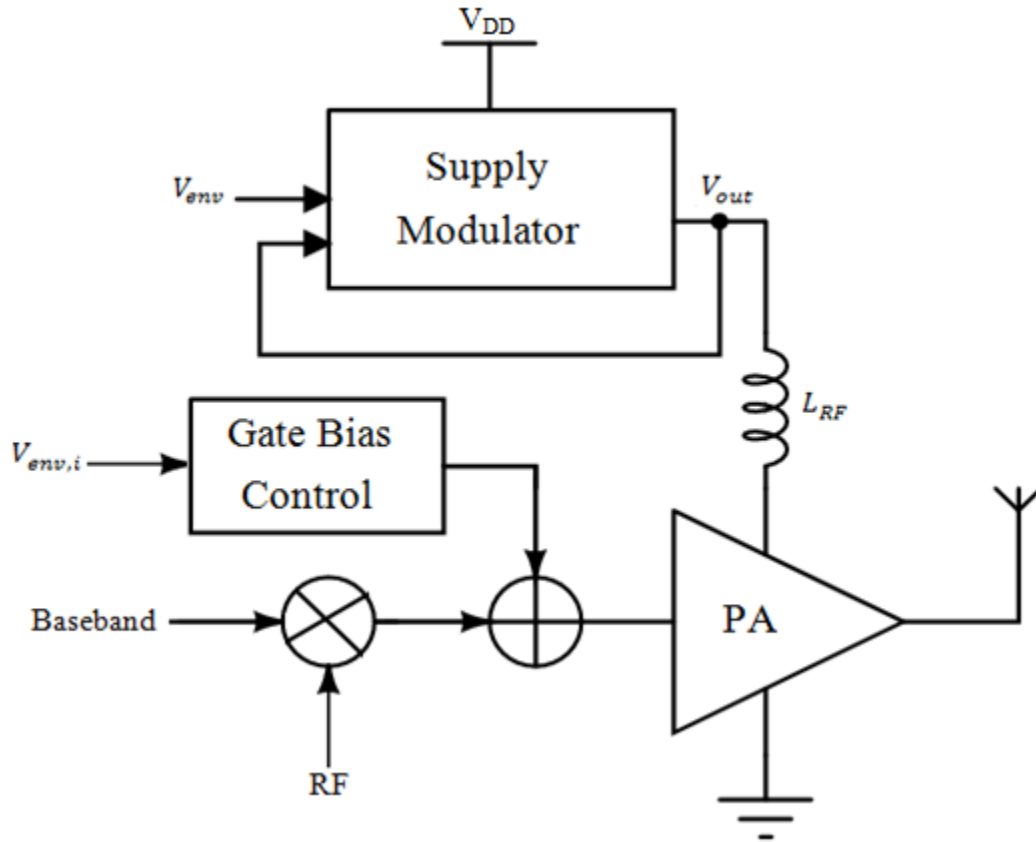 V_DD
Supply
Modulator
V_env
V_out
L_RF
Gate Bias
Control
V_env,i
Baseband
PA
RF